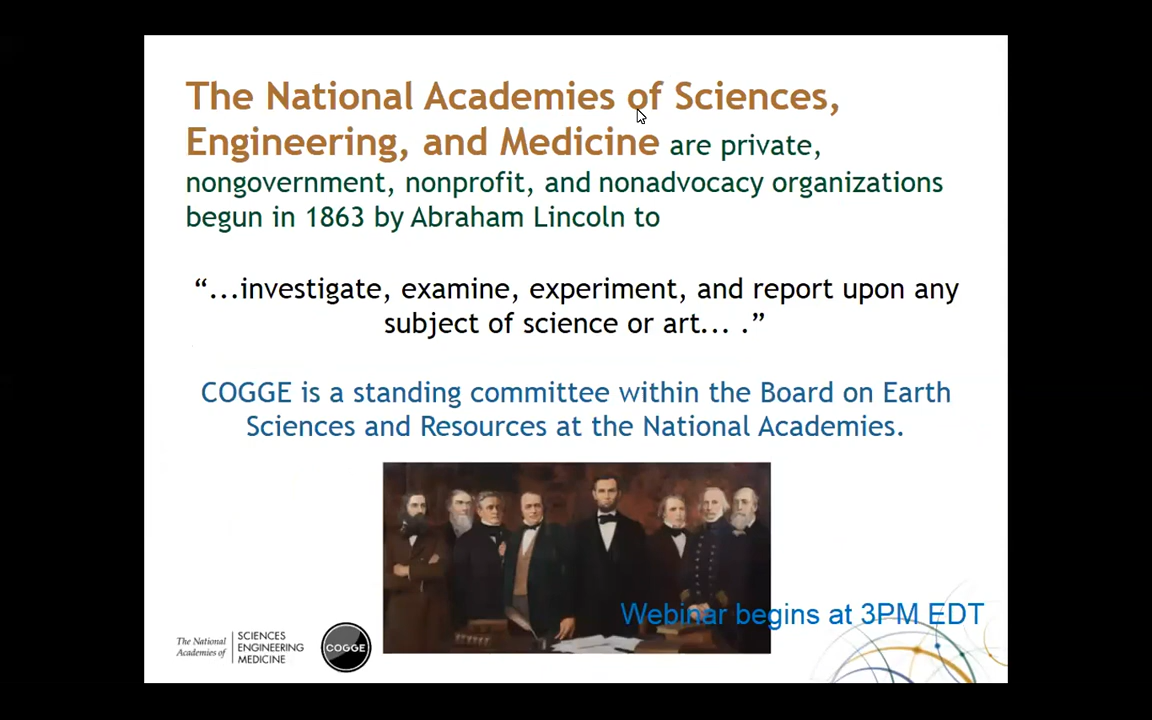 The National Academies of Sciences,
Engineering, and Medicine are private,
nongovernment, nonprofit, and nonadvocacy organizations
begun in 1863 by Abraham Lincoln to
“...investigate, examine, experiment, and report upon any
subject of science or art... .”
COGGE is a standing committee within the Board on Earth
Sciences and Resources at the National Academies.
Webinar begins at 3PM EDT
The National
Academies of
SCIENCES
ENGINEERING
MEDICINE
COGGE